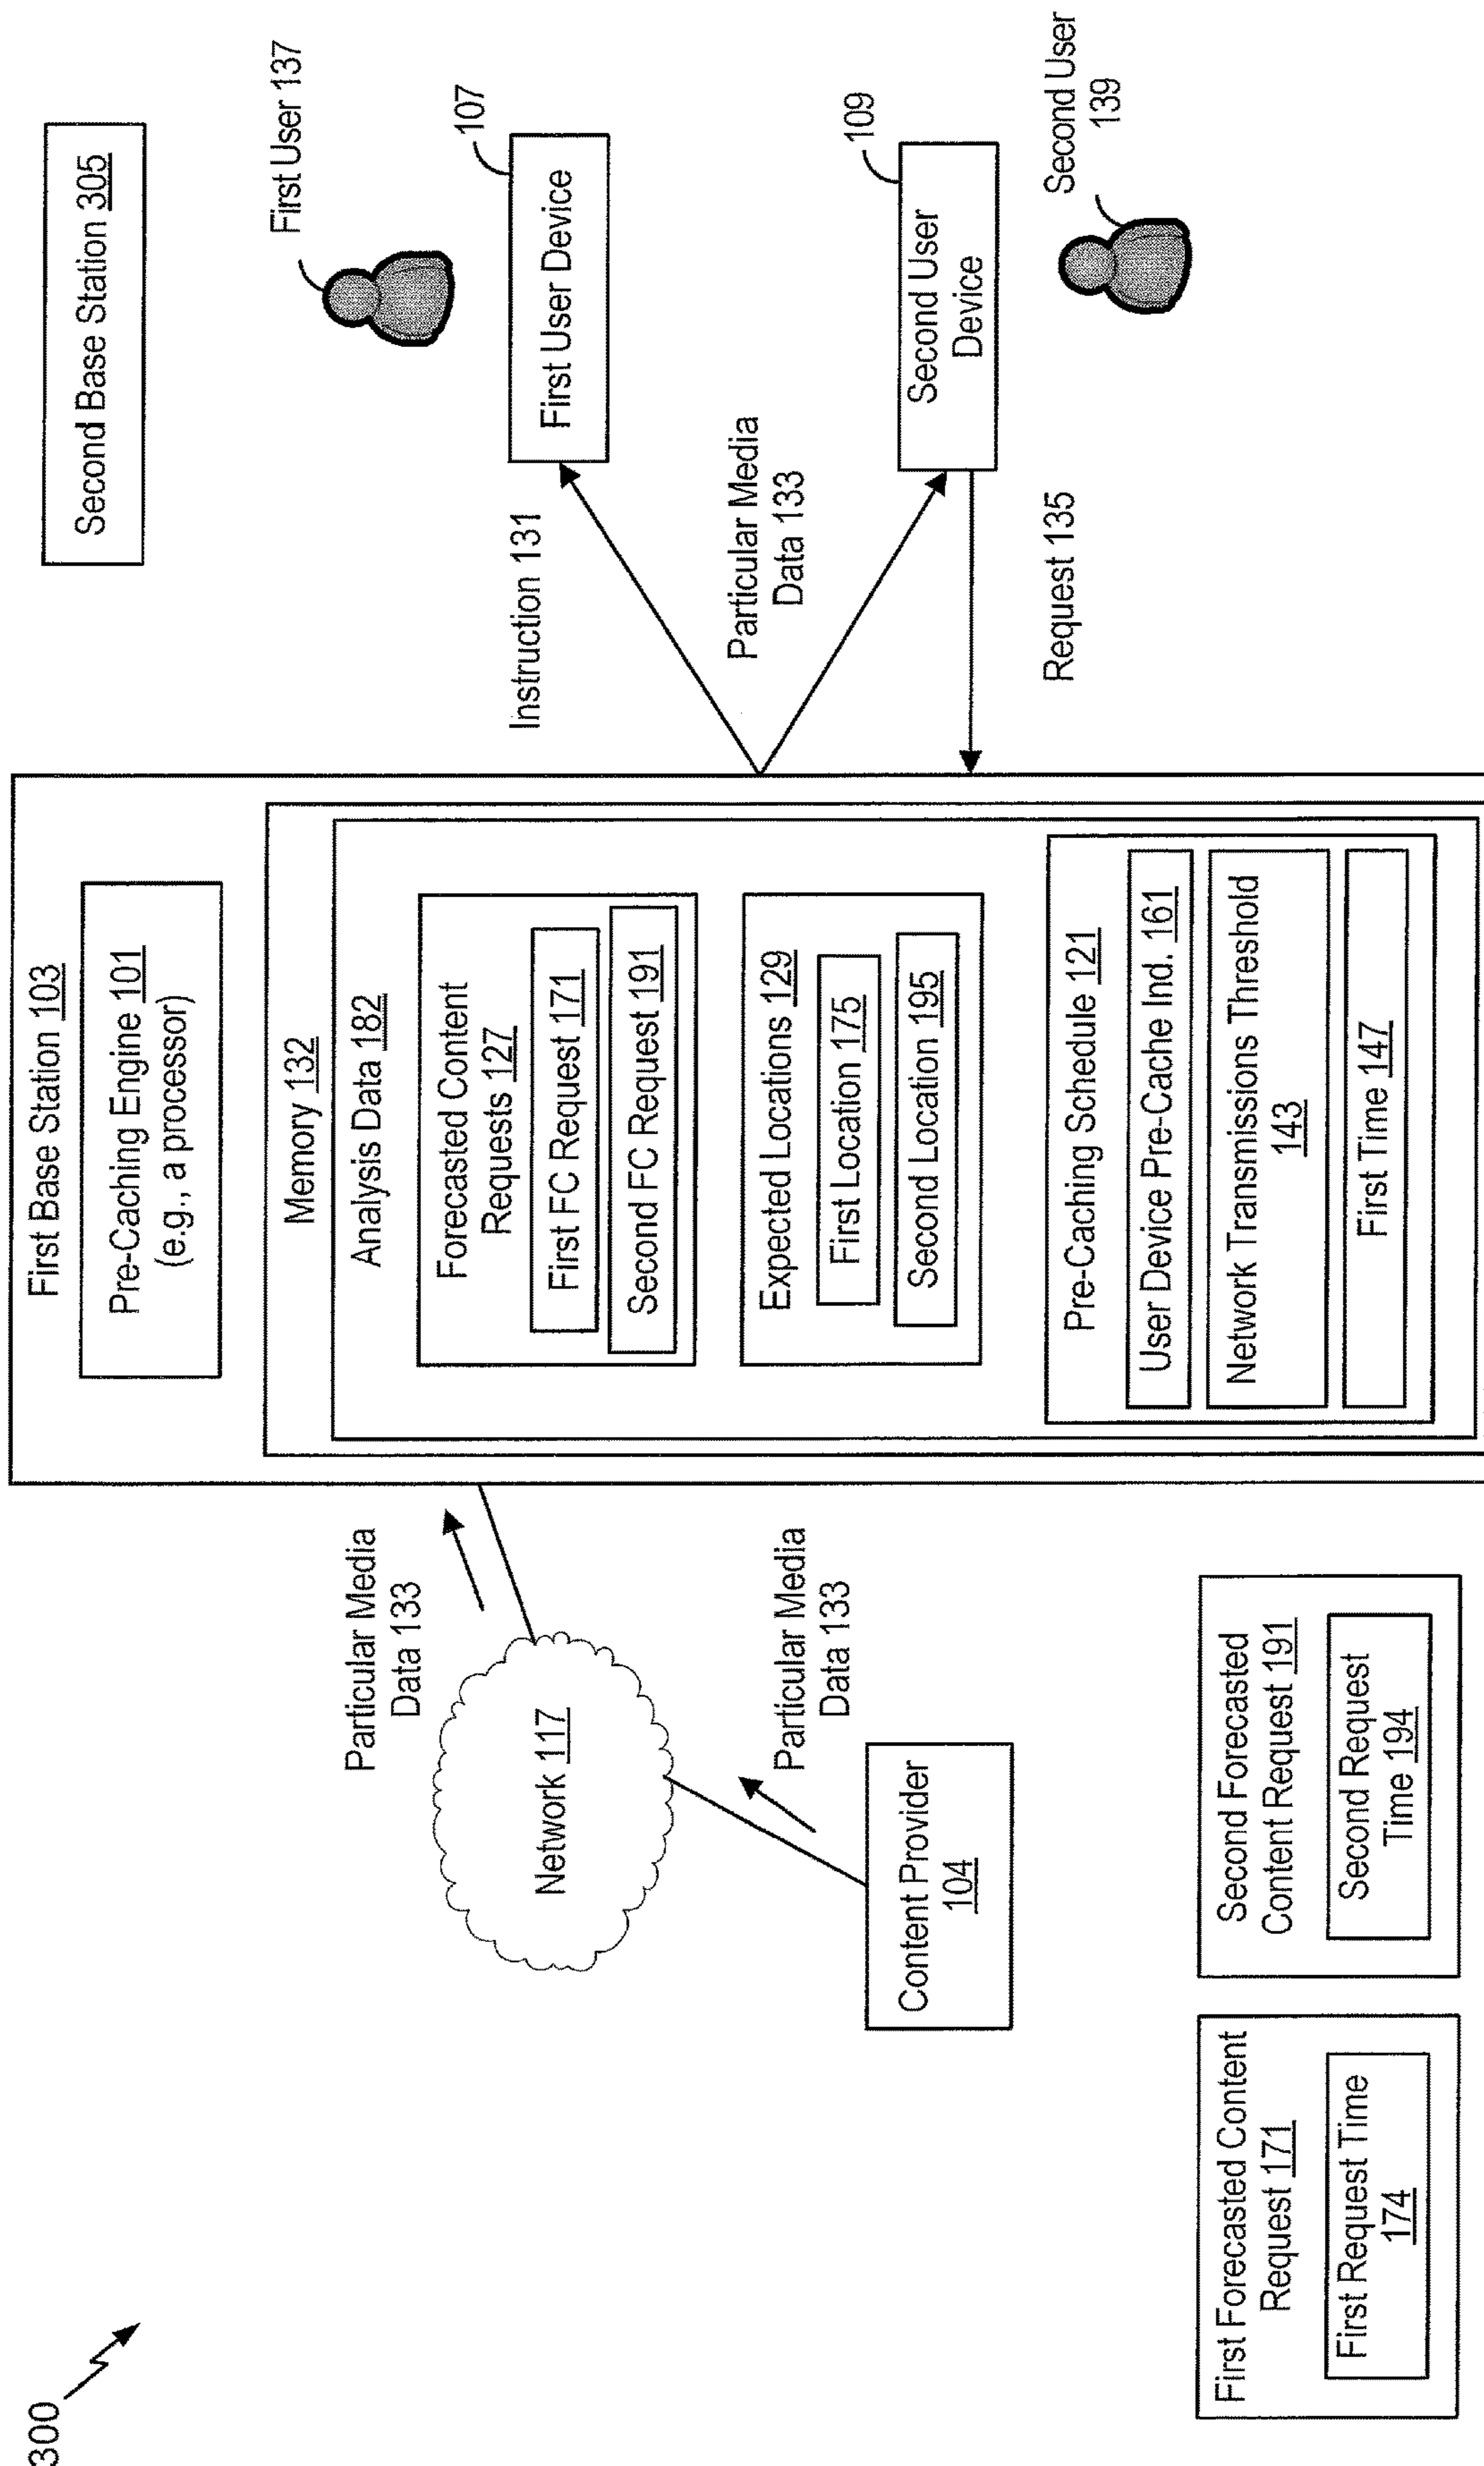 300
First Base Station 103
Pre-Caching Engine 101
(e.g., a processor)
Memory 132
Analysis Data 182
Forecasted Content
Requests 127
First FC Request 171
Second FC Request 191
Expected Locations 129
First Location 175
Second Location 195
Pre-Caching Schedule 121
User Device Pre-Cache Ind. 161
Network Transmissions Threshold
143
First Time 147
Second Base Station 305
First User 137
107
First User Device
Instruction 131
Particular Media
Data 133
109
Second User
Device
Second User
139
Request 135
Particular Media
Data 133
Network 117
Particular Media
Data 133
Content Provider
104
First Forecasted Content
Request 171
First Request Time
174
Second Forecasted
Content Request 191
Second Request
Time 194